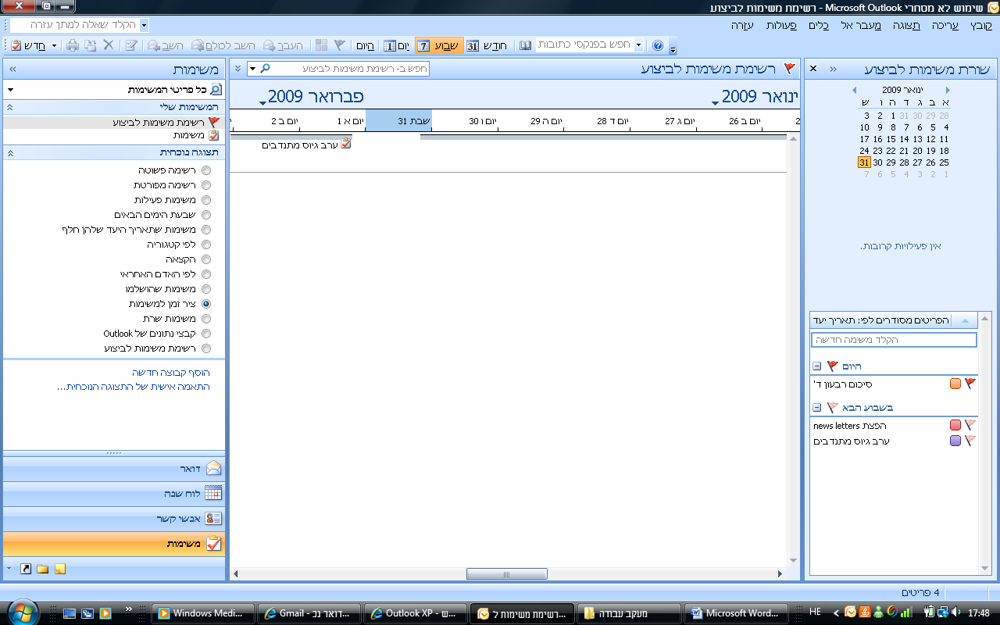 שימוש לא מסחרי Microsoft Outlook - רשימת משימות לביצוע
קובץ עריכה תצוגה מעבר אל כלים פעולות עזרה
הקלד שאלה למתן עזרה
חדש השב השב לכולם העבר היום יום 1 שבוע 7 חודש 31 חפש בפנקסי כתובות
שורת משימות לביצוע
ינואר 2009
א ב ג ד ה ו ש
28 29 30 31 1 2 3
4 5 6 7 8 9 10
11 12 13 14 15 16 17
18 19 20 21 22 23 24
25 26 27 28 29 30 31
1 2 3 4 5 6 7
אין פעילויות קרובות.
הפריטים מסודרים לפי: תאריך יעד
הקלד משימה חדשה
היום
סיכום רבעון ד'
בשבוע הבא
הפצת news letters
ערב גיוס מתנדבים
רשימת משימות לביצוע
חפש ב- רשימת משימות לביצוע
ינואר 2009 פברואר 2009
יום ב 26 יום ג 27 יום ד 28 יום ה 29 יום ו 30 שבת 31 יום א 1 יום ב 2
ערב גיוס מתנדבים
משימות
כל פריטי המשימות
המשימות שלי
רשימת משימות לביצוע
משימות
תצוגה נוכחית
רשימה פשוטה
רשימה מפורטת
משימות פעילות
שבעת הימים הבאים
משימות שתאריך היעד שלהן חלף
לפי קטגוריה
הקצאה
לפי האדם האחראי
משימות שהושלמו
ציר זמן למשימות
משימות שרת
קבצי נתונים של Outlook
רשימת משימות לביצוע
הוסף קבוצה חדשה
התאמה אישית של התצוגה הנוכחית...
דואר
לוח שנה
אנשי קשר
משימות
4 פריטים
Windows Medi...
Gmail - דואר נכ...
Outlook XP - ש...
רשימת משימות ל...
מעקב עבודה
Microsoft Word...
HE
17:48